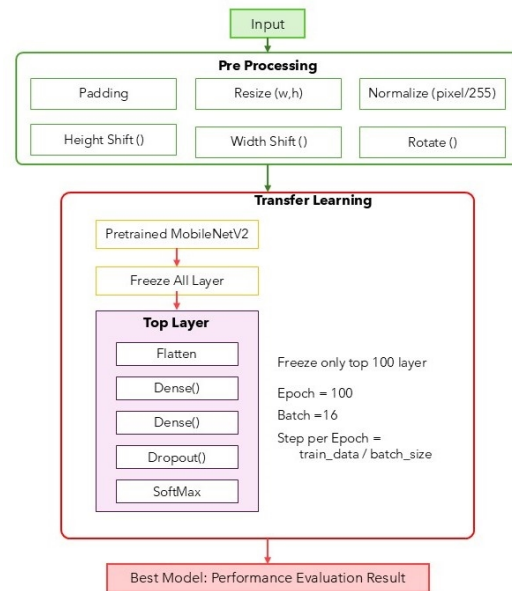 Input
Pre Processing
Padding
Resize (w,h)
Normalize (pixel/255)
Height Shift ()
Width Shift ()
Rotate ()
Transfer Learning
Pretrained MobileNetV2
Freeze All Layer
Top Layer
Flatten
Dense()
Dense()
Dropout()
SoftMax
Freeze only top 100 layer
Epoch = 100
Batch =16
Step per Epoch =
train_data / batch_size
Best Model: Performance Evaluation Result